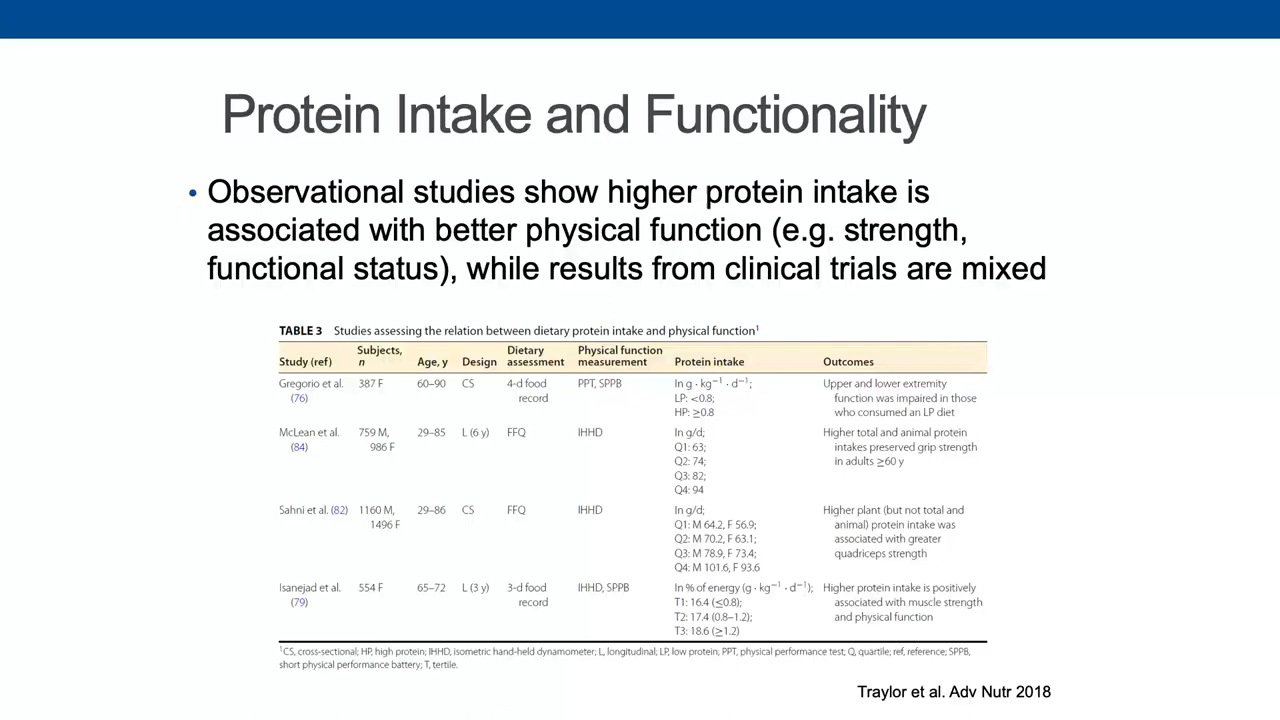 Protein Intake and Functionality
• Observational studies show higher protein intake is
associated with better physical function (e.g. strength,
functional status), while results from clinical trials are mixed
TABLE 3 Studies assessing the relation between dietary protein intake and physical function¹
Subjects, Dietary Physical function
Study (ref) n Age, y Design assessment measurement Protein intake Outcomes
Gregorio et al. 387 F 60–90 CS 4-d food PPT, SPPB In g · kg⁻¹ · d⁻¹; Upper and lower extremity
(76) record LP: <0.8; function was impaired in those
HP: ≥0.8 who consumed an LP diet
McLean et al. 759 M, 29–85 L (6 y) FFQ IHHD In g/d; Higher total and animal protein
(84) 986 F Q1: 63; intakes preserved grip strength
Q2: 74; in adults ≥60 y
Q3: 82;
Q4: 94
Sahni et al. (82) 1160 M, 29–86 CS FFQ IHHD In g/d; Higher plant (but not total and
1496 F Q1: M 64.2, F 56.9; animal) protein intake was
Q2: M 70.2, F 63.1; associated with greater
Q3: M 78.9, F 73.4; quadriceps strength
Q4: M 101.6, F 93.6
Isanejad et al. 554 F 65–72 L (3 y) 3-d food IHHD, SPPB In % of energy (g · kg⁻¹ · d⁻¹); Higher protein intake is positively
(79) record T1: 16.4 (≤0.8); associated with muscle strength
T2: 17.4 (0.8–1.2); and physical function
T3: 18.6 (≥1.2)
¹CS, cross-sectional; HP, high protein; IHHD, isometric hand-held dynamometer; L, longitudinal; LP, low protein; PPT, physical performance test; Q, quartile; ref, reference; SPPB,
short physical performance battery; T, tertile.
Traylor et al. Adv Nutr 2018